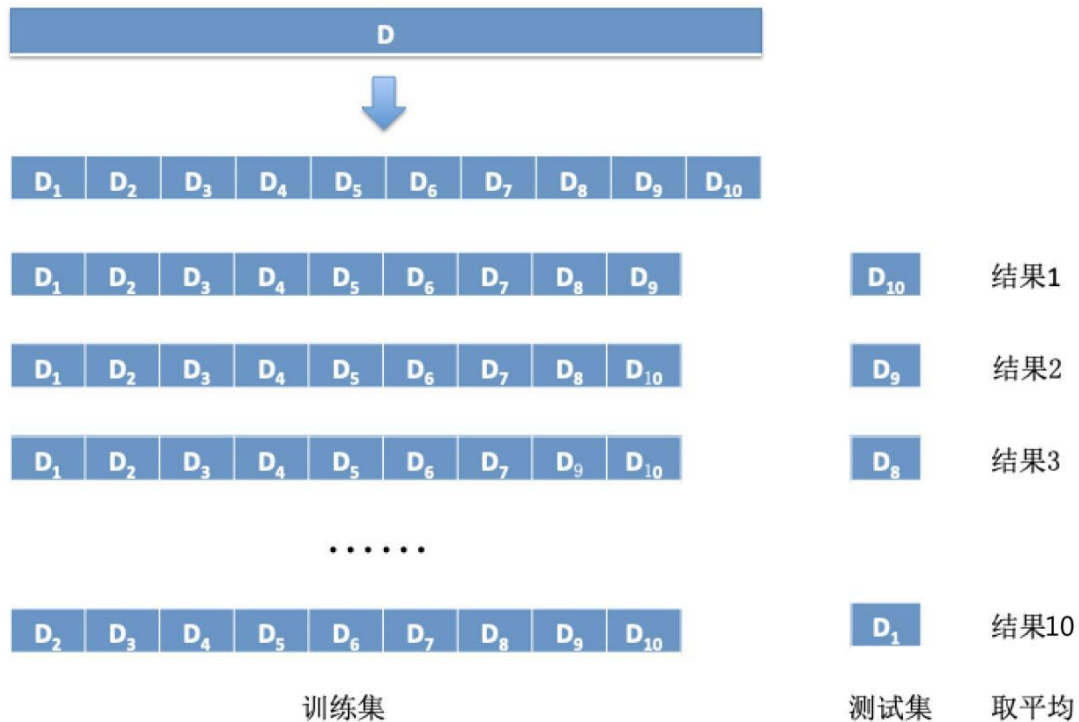 D
D₁ D₂ D₃ D₄ D₅ D₆ D₇ D₈ D₉ D₁₀
D₁ D₂ D₃ D₄ D₅ D₆ D₇ D₈ D₉ D₁₀ 结果1
D₁ D₂ D₃ D₄ D₅ D₆ D₇ D₈ D₁₀ D₉ 结果2
D₁ D₂ D₃ D₄ D₅ D₆ D₇ D₉ D₁₀ D₈ 结果3
······
D₂ D₃ D₄ D₅ D₆ D₇ D₈ D₉ D₁₀ D₁ 结果10
训练集 测试集 取平均